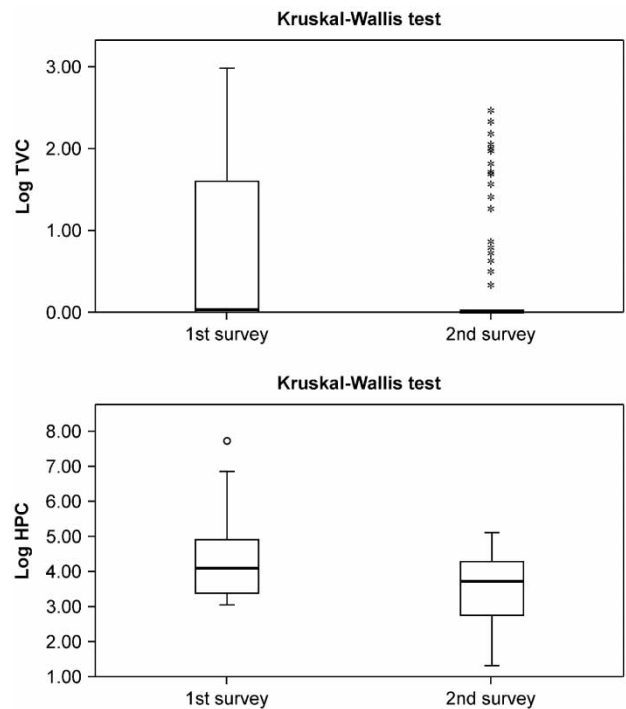 Kruskal-Wallis test
Log TVC
3.00
2.00
1.00
0.00
1st survey 2nd survey
Kruskal-Wallis test
Log HPC
8.00
7.00
6.00
5.00
4.00
3.00
2.00
1.00
1st survey 2nd survey